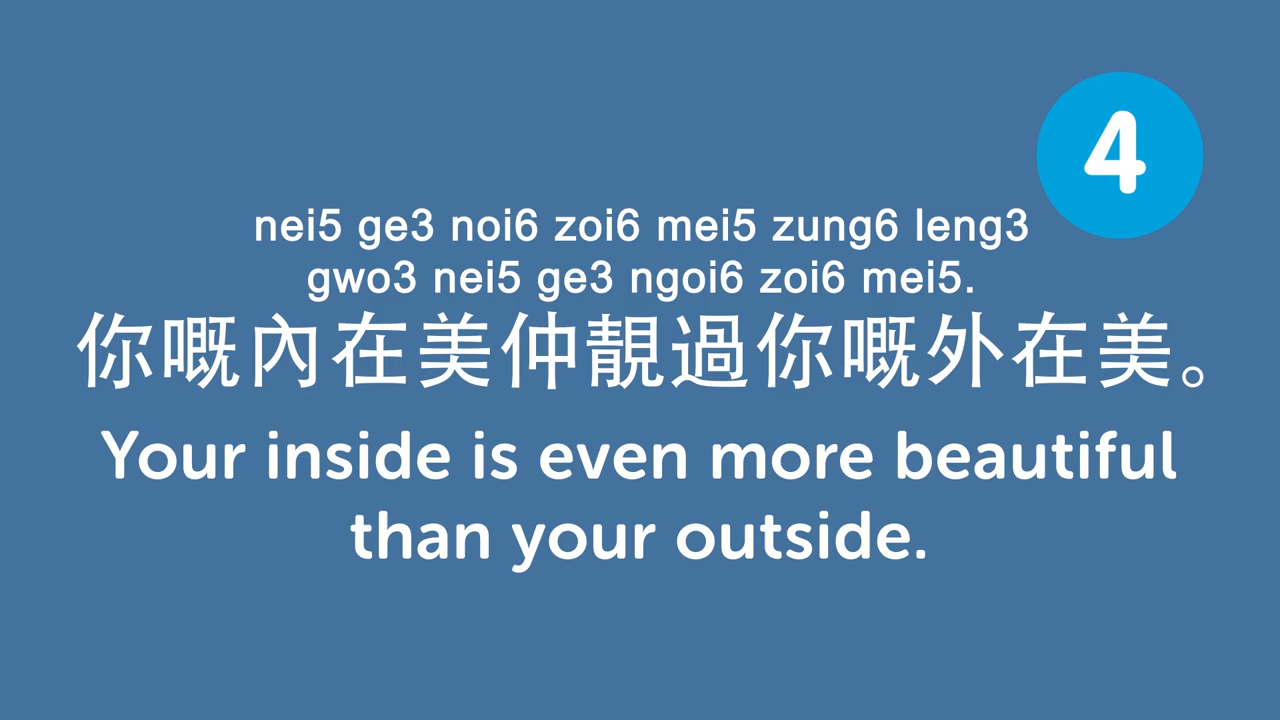 4
nei5 ge3 noi6 zoi6 mei5 zung6 leng3
gwo3 nei5 ge3 ngoi6 zoi6 mei5.
你嘅內在美仲靚過你嘅外在美。
Your inside is even more beautiful
than your outside.